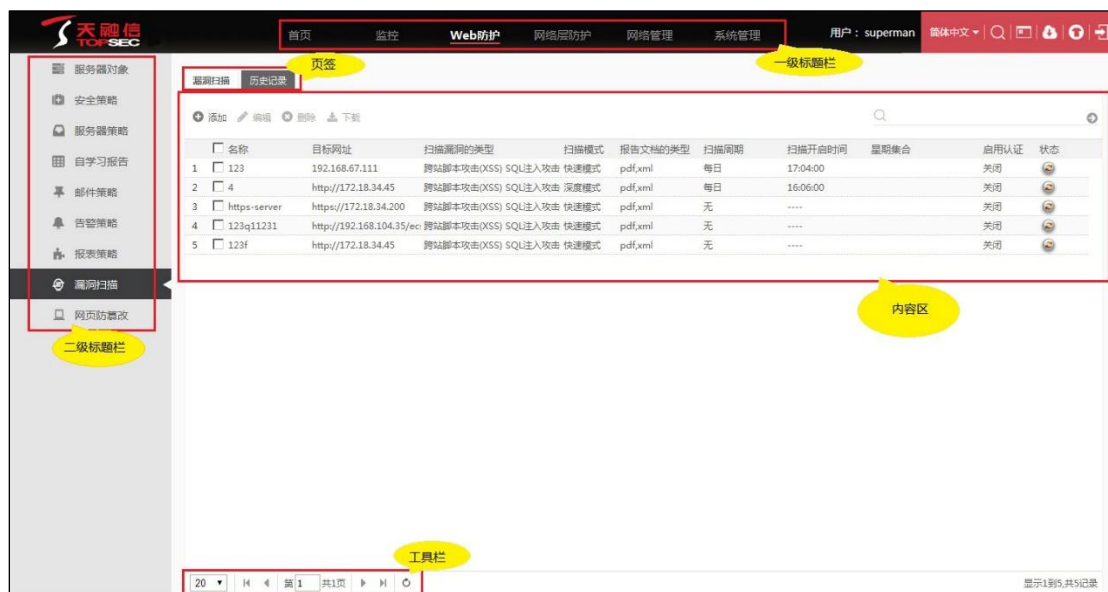 天融信
TOPSEC
首页 监控 Web防护 网络层防护 网络管理 系统管理
用户： superman
简体中文
一级标题栏
页签
服务器对象
安全策略
服务器策略
自学习报告
邮件策略
告警策略
报表策略
漏洞扫描
网页防篡改
二级标题栏
漏洞扫描 历史记录
添加 编辑 删除 下载
名称 目标网址 扫描漏洞的类型 扫描模式 报告文档的类型 扫描周期 扫描开启时间 星期集合 启用认证 状态
1 123 192.168.67.111 跨站脚本攻击(XSS) SQL注入攻击 快速模式 pdf,xml 每日 17:04:00 关闭
2 4 http://172.18.34.45 跨站脚本攻击(XSS) SQL注入攻击 深度模式 pdf,xml 每日 16:06:00 关闭
3 https-server https://172.18.34.200 跨站脚本攻击(XSS) SQL注入攻击 快速模式 pdf,xml 无 ---- 关闭
4 123q11231 http://192.168.104.35/ec 跨站脚本攻击(XSS) SQL注入攻击 快速模式 pdf,xml 无 ---- 关闭
5 123f http://172.18.34.45 跨站脚本攻击(XSS) SQL注入攻击 快速模式 pdf,xml 无 ---- 关闭
内容区
工具栏
20 第 1 共1页
显示1到5,共5记录